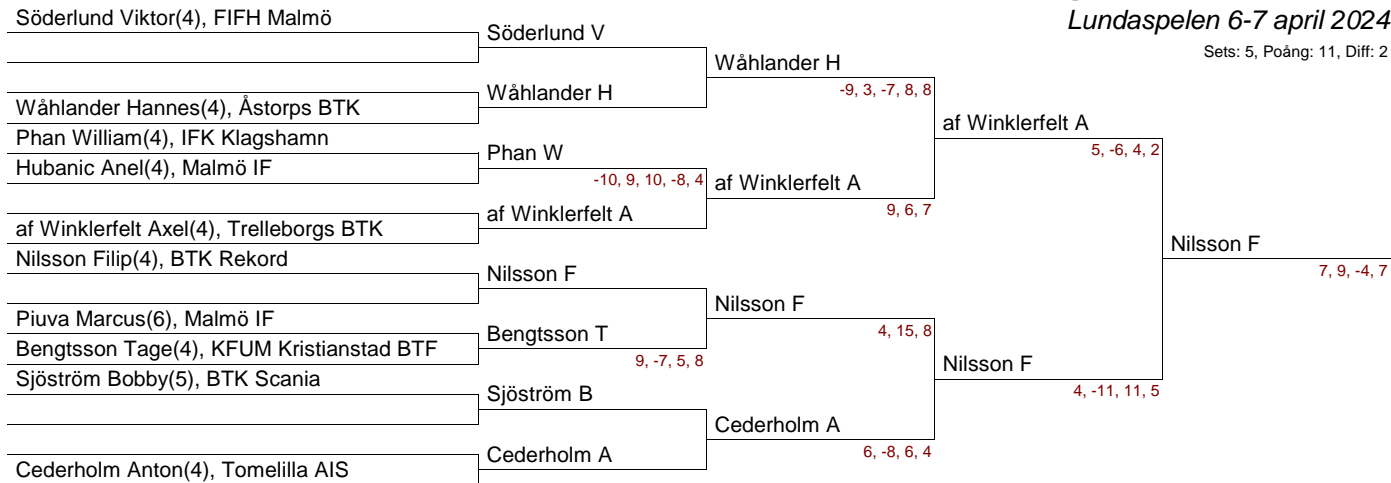 Söderlund Viktor(4), FIFH Malmö
Lundaspelen 6-7 april 2024
Sets: 5, Poång: 11, Diff: 2
Söderlund V
Wåhlander H
-9, 3, -7, 8, 8
Wåhlander H
Wåhlander Hannes(4), Åstorps BTK
af Winklerfelt A
5, -6, 4, 2
Phan William(4), IFK Klagshamn
Phan W
-10, 9, 10, -8, 4
Hubanic Anel(4), Malmö IF
af Winklerfelt A
9, 6, 7
af Winklerfelt A
af Winklerfelt Axel(4), Trelleborgs BTK
Nilsson F
7, 9, -4, 7
Nilsson Filip(4), BTK Rekord
Nilsson F
Nilsson F
4, 15, 8
Piuva Marcus(6), Malmö IF
Bengtsson T
9, -7, 5, 8
Bengtsson Tage(4), KFUM Kristianstad BTF
Nilsson F
4, -11, 11, 5
Sjöström Bobby(5), BTK Scania
Sjöström B
Cederholm A
6, -8, 6, 4
Cederholm A
Cederholm Anton(4), Tomelilla AIS